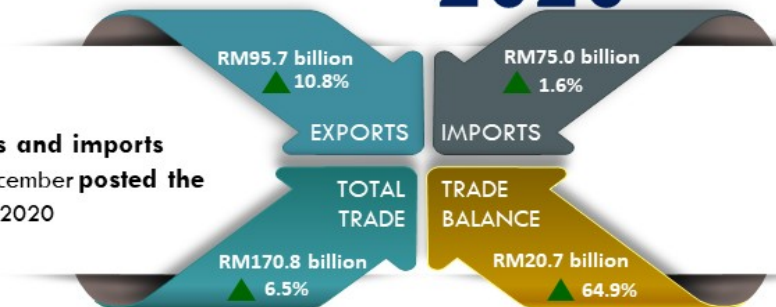 RM95.7 billion
10.8%
EXPORTS
RM75.0 billion
1.6%
IMPORTS
and imports
posted the
2020
TOTAL
TRADE
RM170.8 billion
6.5%
TRADE
BALANCE
RM20.7 billion
64.9%